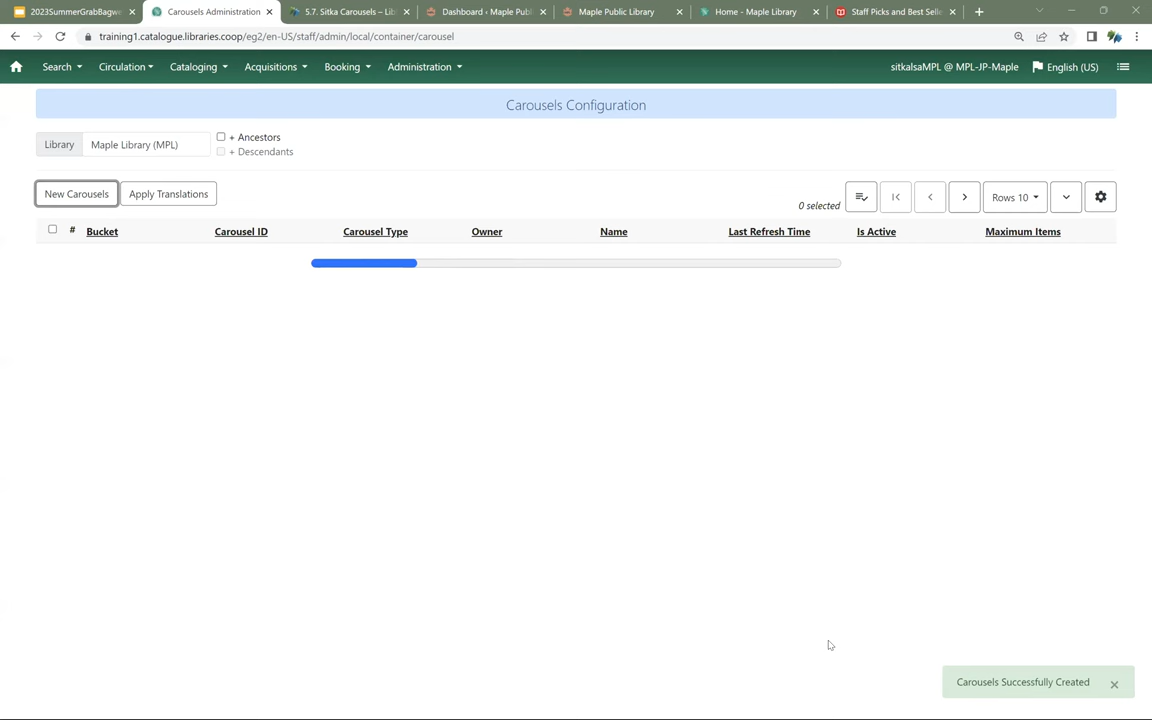 2023SummerGrabBagwe
Carousels Administration
5.7. Sitka Carousels – Lib
Dashboard ‹ Maple Publ
Maple Public Library
Home - Maple Library
Staff Picks and Best Selle
training1.catalogue.libraries.coop/eg2/en-US/staff/admin/local/container/carousel
Search Circulation Cataloging Acquisitions Booking Administration sitkalsaMPL @ MPL-JP-Maple English (US)
Carousels Configuration
Library Maple Library (MPL)
+ Ancestors
+ Descendants
New Carousels Apply Translations 0 selected Rows 10
# Bucket Carousel ID Carousel Type Owner Name Last Refresh Time Is Active Maximum Items
Carousels Successfully Created